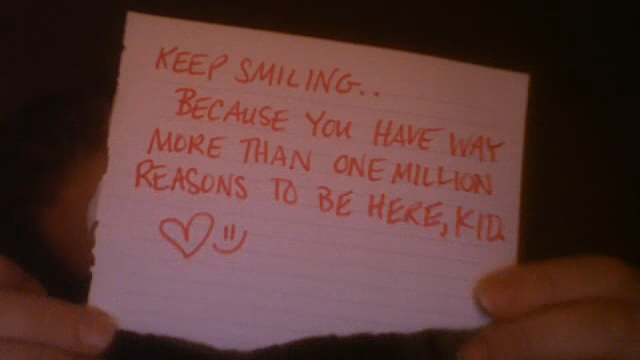 KEEP SMILING..
BECAUSE YOU HAVE WAY
MORE THAN ONE MILLION
REASONS TO BE HERE, KID.